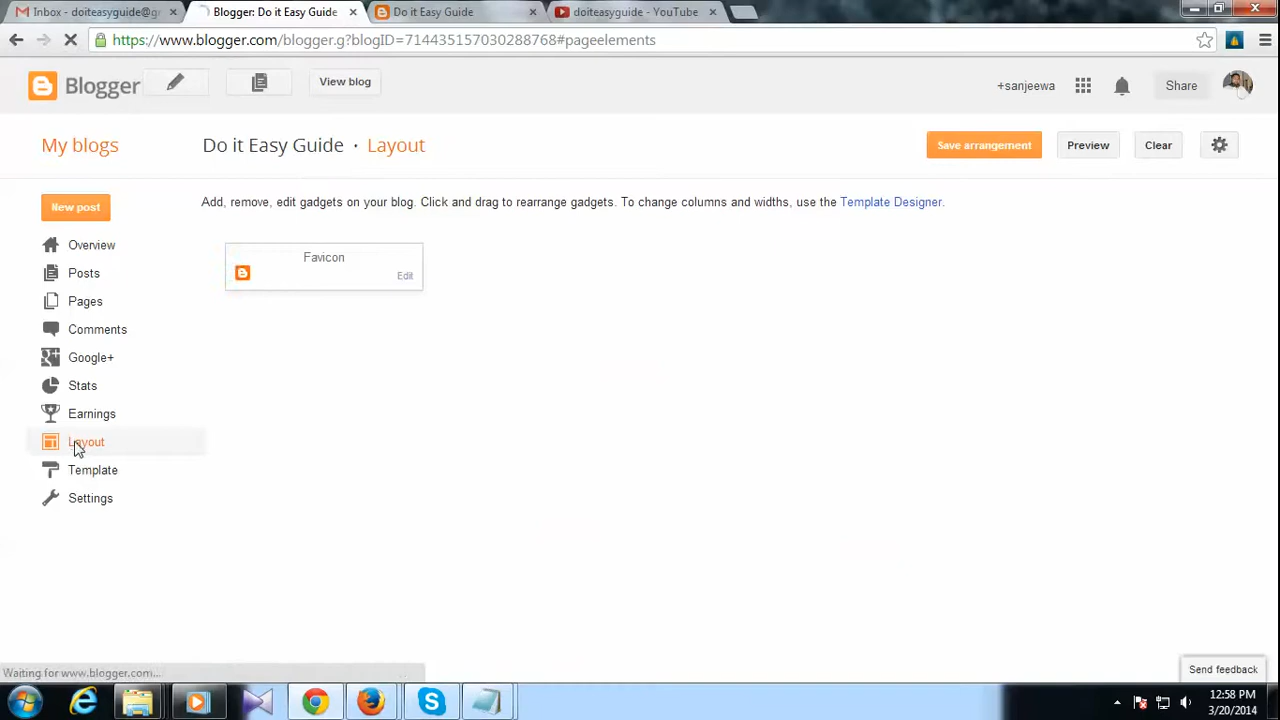 Inbox - doiteasyguide@g
Blogger: Do it Easy Guide
Do it Easy Guide
doiteasyguide - YouTube
https://www.blogger.com/blogger.g?blogID=714435157030288768#pageelements
Blogger
View blog
+sanjeewa
Share
My blogs
Do it Easy Guide · Layout
Save arrangement
Preview
Clear
New post
Add, remove, edit gadgets on your blog. Click and drag to rearrange gadgets. To change columns and widths, use the Template Designer.
Overview
Favicon
Edit
Posts
Pages
Comments
Google+
Stats
Earnings
Layout
Template
Settings
Waiting for www.blogger.com...
Send feedback
12:58 PM
3/20/2014